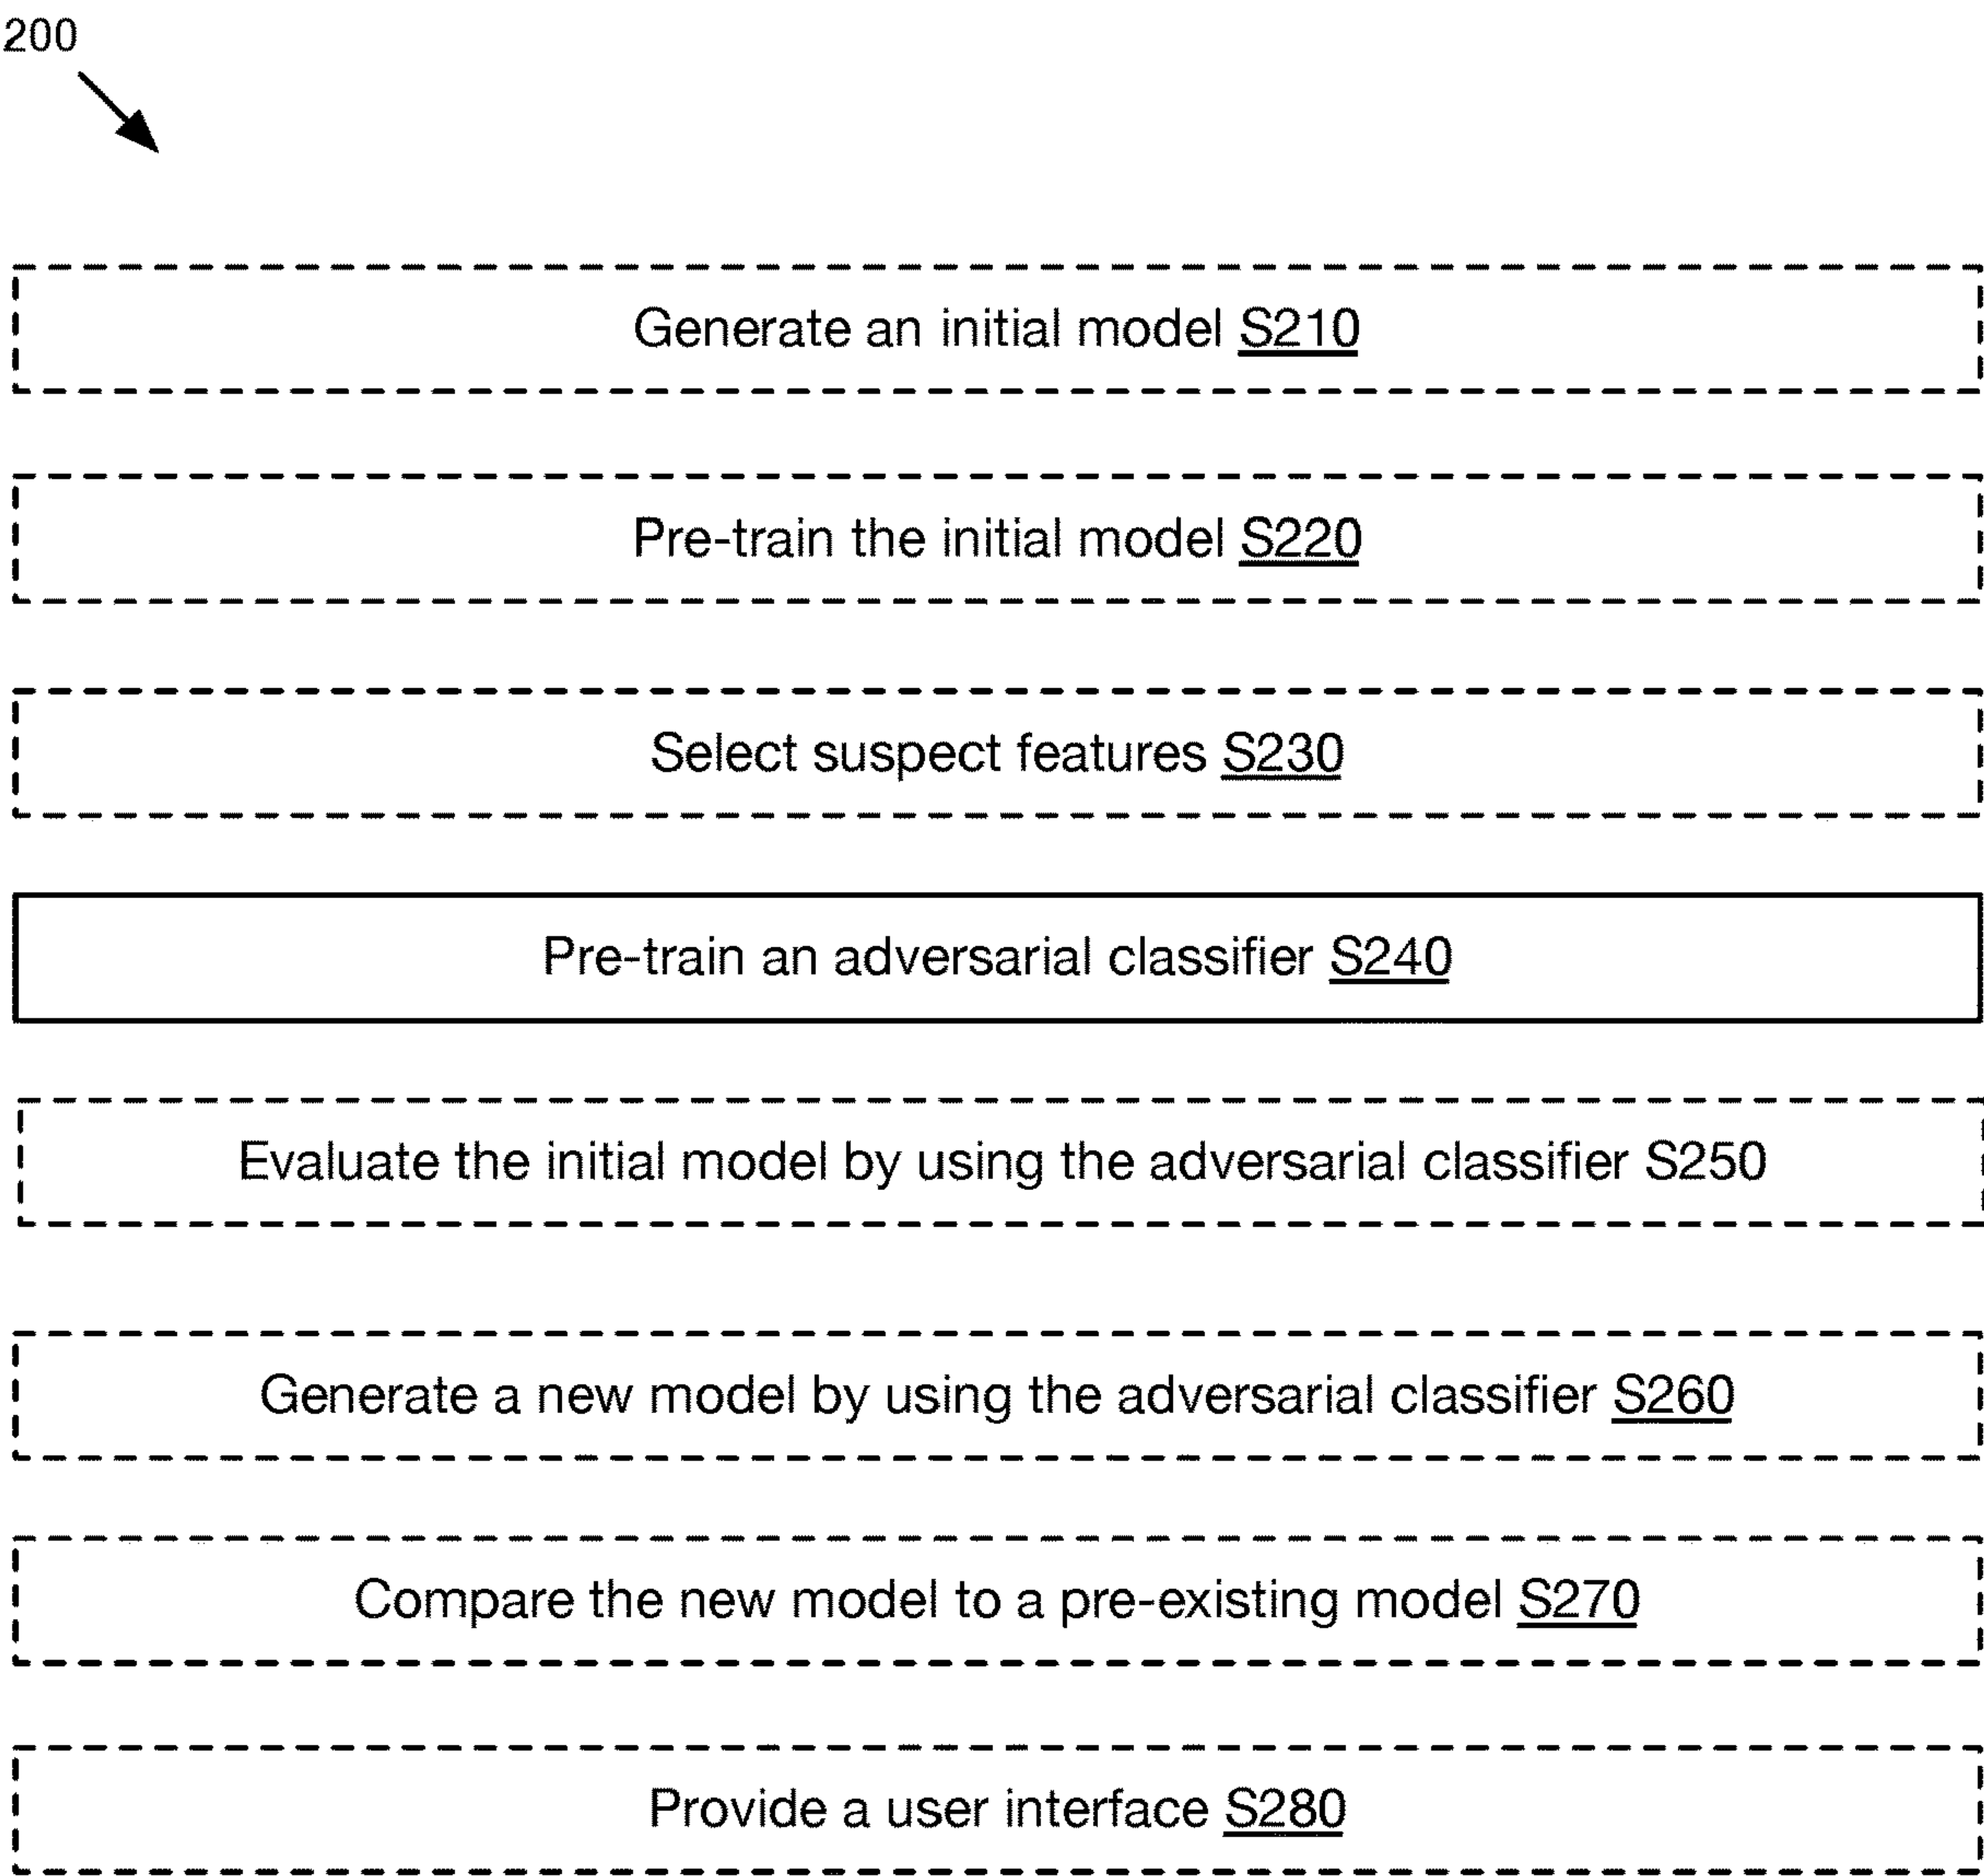 200
Generate an initial model S210
Pre-train the initial model S220
Select suspect features S230
Pre-train an adversarial classifier S240
Evaluate the initial model by using the adversarial classifier S250
Generate a new model by using the adversarial classifier S260
Compare the new model to a pre-existing model S270
Provide a user interface S280